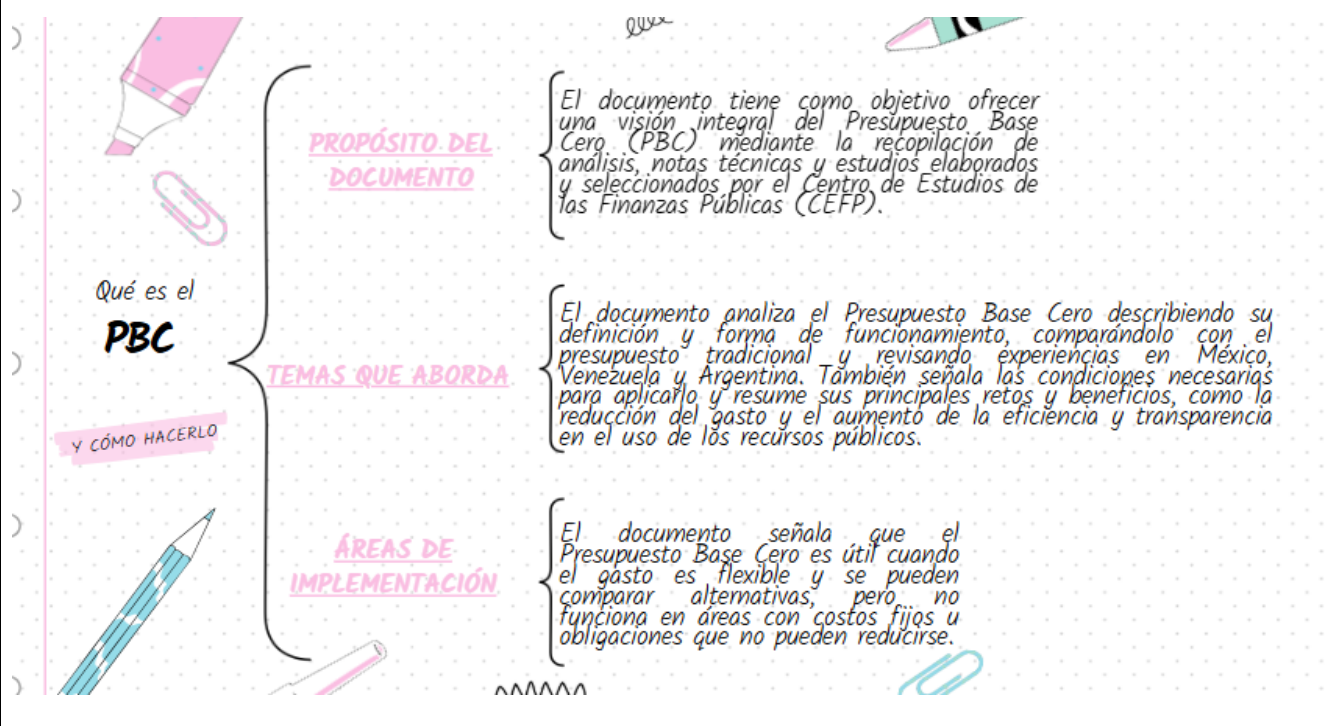 Qué es el
PBC
Y CÓMO HACERLO
PROPÓSITO DEL
DOCUMENTO
El documento tiene como objetivo ofrecer
una visión integral del Presupuesto Base
Cero (PBC) mediante la recopilación de
análisis, notas técnicas y estudios elaborados
y seleccionados por el Centro de Estudios de
las Finanzas Públicas (CEFP).
TEMAS QUE ABORDA
El documento analiza el Presupuesto Base Cero describiendo su
definición y forma de funcionamiento, comparándolo con el
presupuesto tradicional y revisando experiencias en México,
Venezuela y Argentina. También señala las condiciones necesarias
para aplicarlo y resume sus principales retos y beneficios, como la
reducción del gasto y el aumento de la eficiencia y transparencia
en el uso de los recursos públicos.
ÁREAS DE
IMPLEMENTACIÓN
El documento señala que el
Presupuesto Base Cero es útil cuando
el gasto es flexible y se pueden
comparar alternativas, pero no
funciona en áreas con costos fijos u
obligaciones que no pueden reducirse.